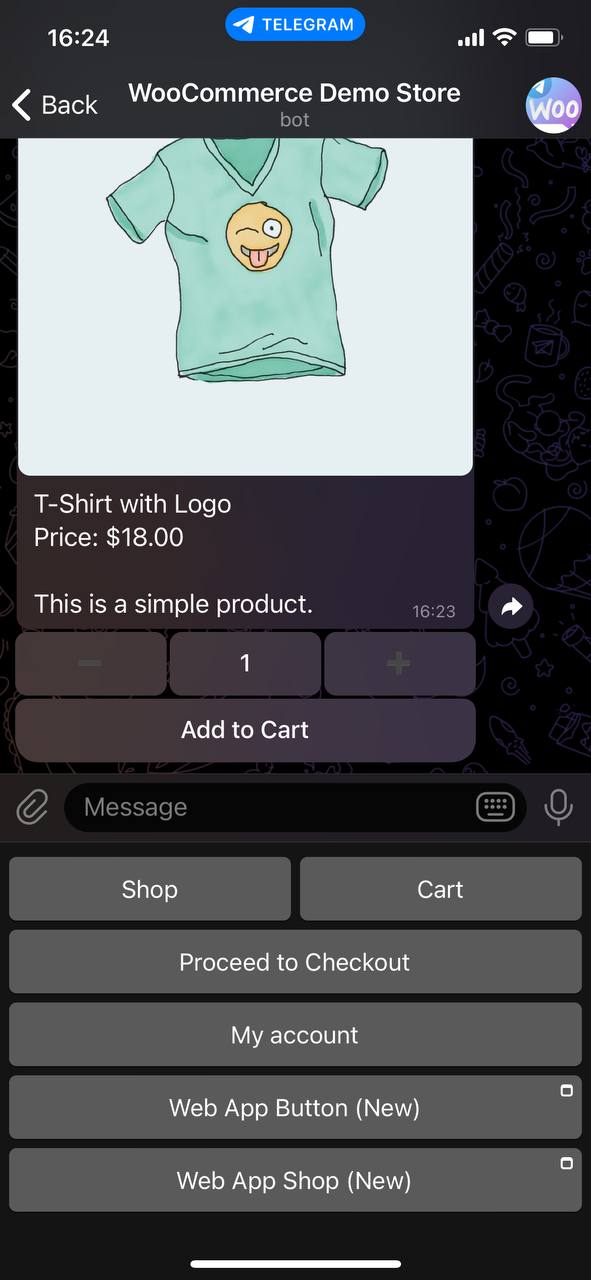 16:24
TELEGRAM
Back
WooCommerce Demo Store
bot
WOO
T-Shirt with Logo
Price: $18.00
This is a simple product.
16:23
1
Add to Cart
Message
Shop
Cart
Proceed to Checkout
My account
Web App Button (New)
Web App Shop (New)